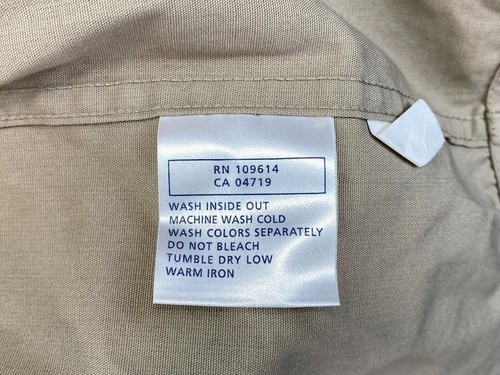 RN 109614
CA 04719
WASH INSIDE OUT
MACHINE WASH COLD
WASH COLORS SEPARATELY
DO NOT BLEACH
TUMBLE DRY LOW
WARM IRON